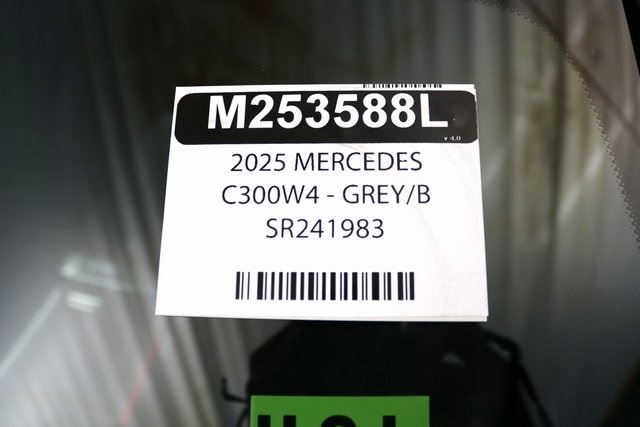 M253588L
v 4.0
2025 MERCEDES
C300W4 - GREY/B
SR241983